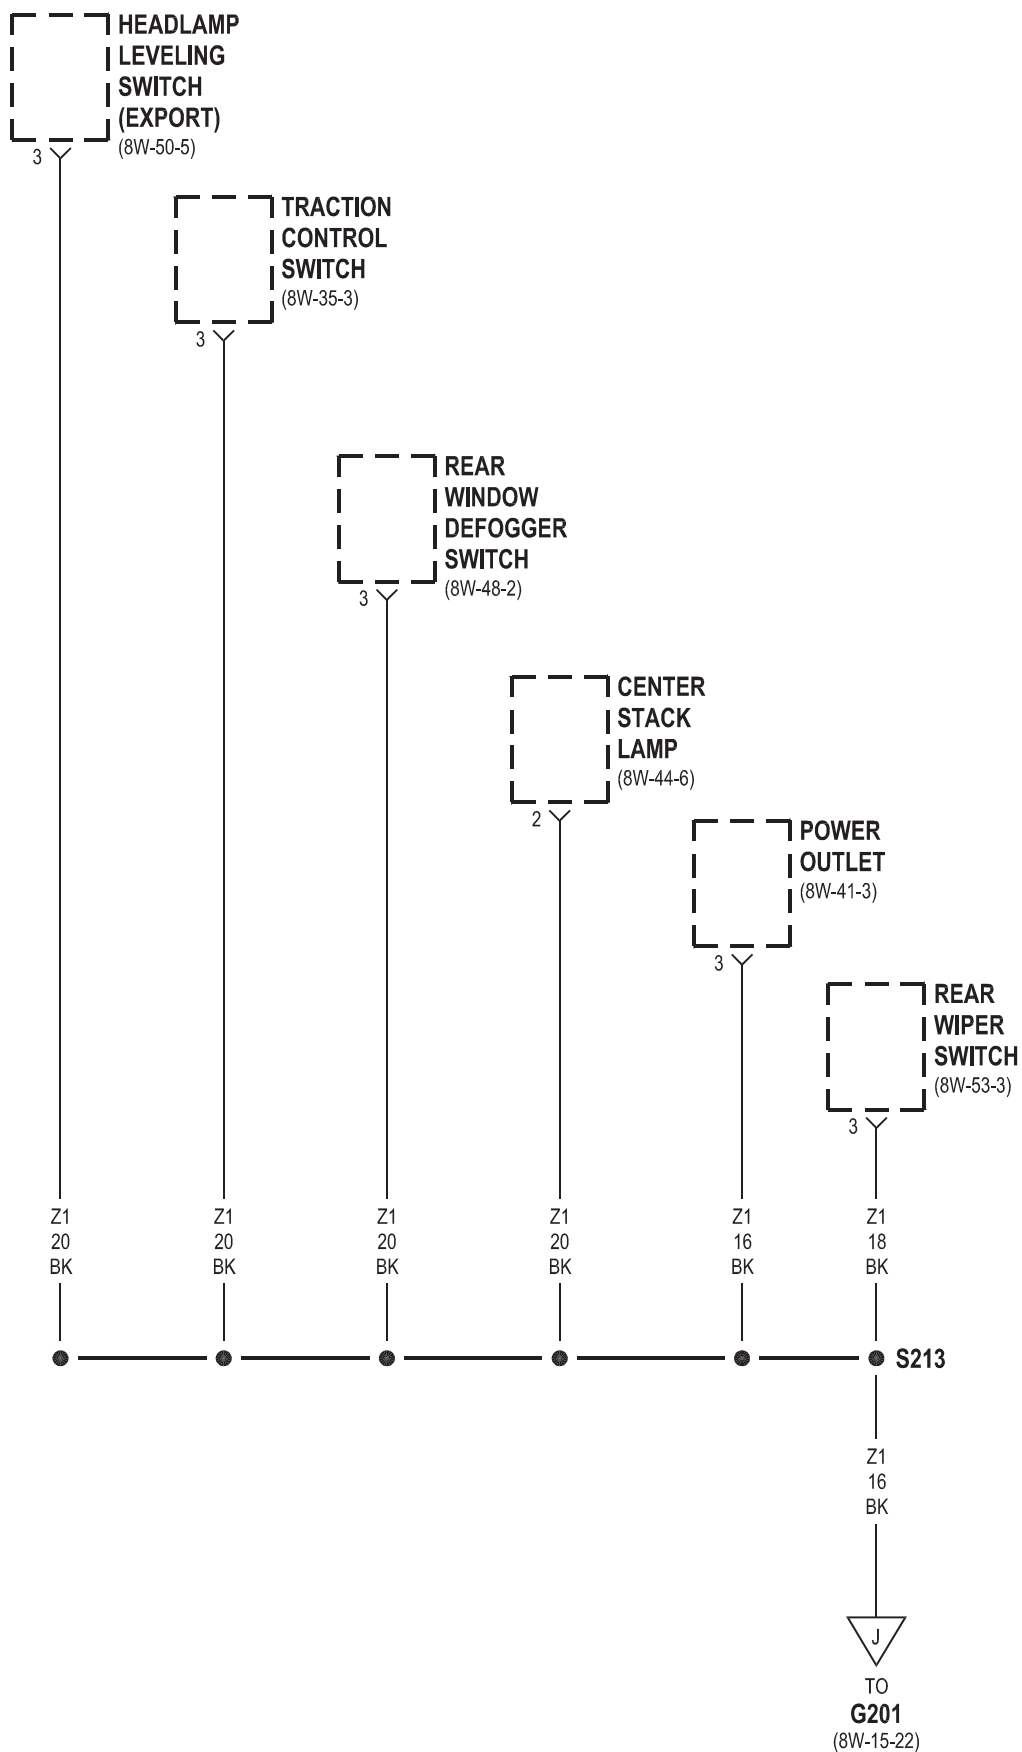 HEADLAMP
LEVELING
SWITCH
(EXPORT)
(8W-50-5)
3
TRACTION
CONTROL
SWITCH
(8W-35-3)
3
REAR
WINDOW
DEFOGGER
SWITCH
(8W-48-2)
3
CENTER
STACK
LAMP
(8W-44-6)
2
POWER
OUTLET
(8W-41-3)
3
REAR
WIPER
SWITCH
(8W-53-3)
3
Z1
20
BK
Z1
20
BK
Z1
20
BK
Z1
20
BK
Z1
16
BK
Z1
18
BK
S213
Z1
16
BK
J
TO
G201
(8W-15-22)